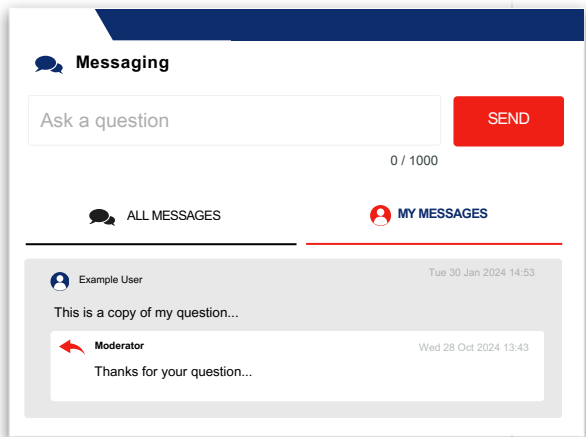 Messaging
Ask a question
SEND
0 / 1000
ALL MESSAGES
MY MESSAGES
Example User
Tue 30 Jan 2024 14:53
This is a copy of my question...
Moderator
Wed 28 Oct 2024 13:43
Thanks for your question...